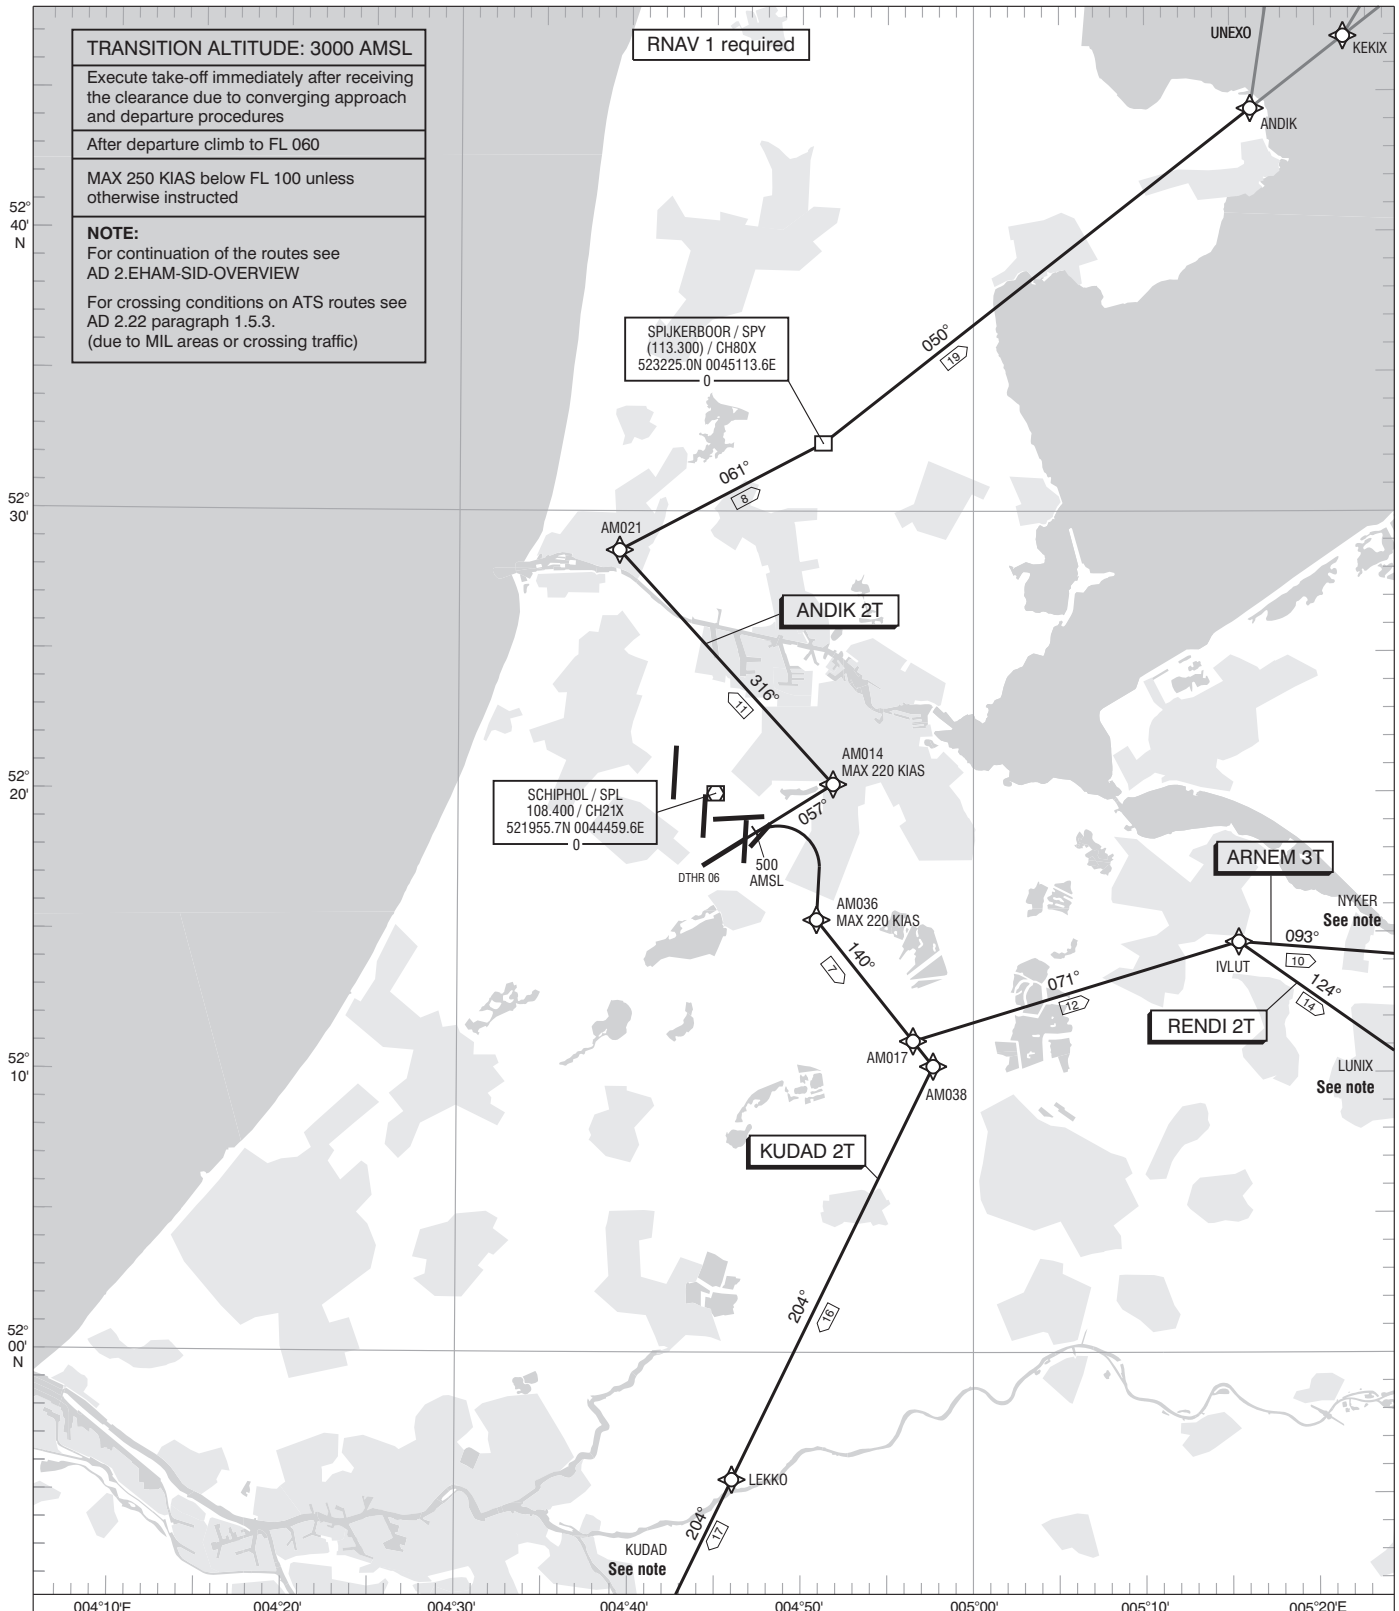 TRANSITION ALTITUDE: 3000 AMSL
Execute take-off immediately after receiving
the clearance due to converging approach
and departure procedures
After departure climb to FL 060
MAX 250 KIAS below FL 100 unless
otherwise instructed
NOTE:
For continuation of the routes see
AD 2.EHAM-SID-OVERVIEW
For crossing conditions on ATS routes see
AD 2.22 paragraph 1.5.3.
(due to MIL areas or crossing traffic)
RNAV 1 required
UNEXO
KEKIX
ANDIK
52°
40'
N
SPIJKERBOOR / SPY
(113.300) / CH80X
523225.0N 0045113.6E
0
050°
19
061°
8
52°
30'
AM021
ANDIK 2T
316°
11
AM014
MAX 220 KIAS
52°
20'
SCHIPHOL / SPL
108.400 / CH21X
521955.7N 0044459.6E
0
057°
DTHR 06
500
AMSL
AM036
MAX 220 KIAS
ARNEM 3T
NYKER
See note
093°
10
IVLUT
140°
7
071°
12
124°
14
RENDI 2T
AM017
LUNIX
See note
52°
10'
AM038
KUDAD 2T
204°
16
52°
00'
N
LEKKO
204°
17
KUDAD
See note
004°10'E
004°20'
004°30'
004°40'
004°50'
005°00'
005°10'
005°20'E